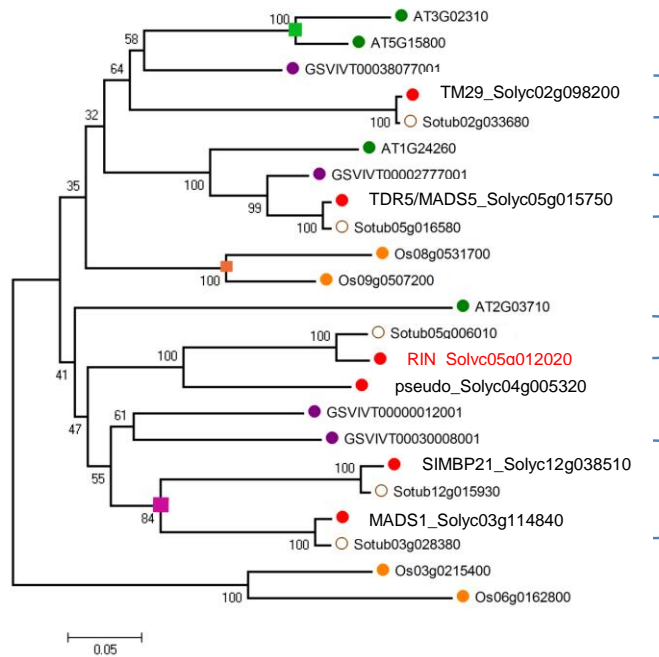 100
AT3G02310
58
AT5G15800
GSVIVT00038077001
64
TM29_Solyc02g098200
32
100
Sotub02g033680
AT1G24260
GSVIVT00002777001
35
100
TDR5/MADS5_Solyc05g015750
99
100
Sotub05g016580
Os08g0531700
100
Os09g0507200
AT2G03710
100
Sotub05g006010
100
RIN_Solyc05g012020
41
pseudo_Solyc04g005320
61
GSVIVT00000012001
47
GSVIVT00030008001
100
SlMBP21_Solyc12g038510
55
Sotub12g015930
84
MADS1_Solyc03g114840
100
Sotub03g028380
Os03g0215400
100
Os06g0162800
0.05